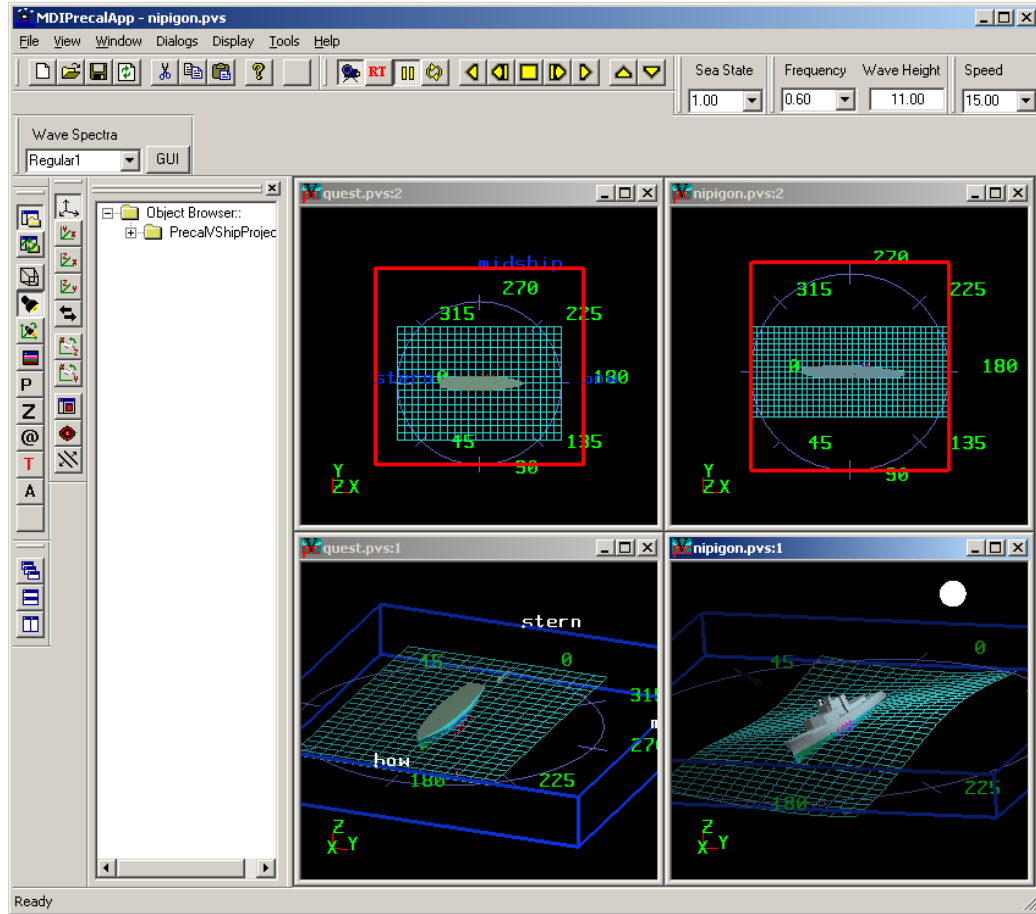 MDIPrecalApp - nipigon.pvs
File View Window Dialogs Display Tools Help
RT
Sea State Frequency Wave Height Speed
1.00 0.60 11.00 15.00
Wave Spectra
Regular1 GUI
Object Browser::
PrecalVShipProjec
P
Z
@
T
A
quest.pvs:2
midship
270
315 225
stern 0 180
45 135
90
Y
Z X
nipigon.pvs:2
270
315 225
0 180
45 135
90
Y
Z X
quest.pvs:1
stern
45 0
315
270
bow
180 225
Z
X Y
nipigon.pvs:1
45 0
225
180
Z
X Y
Ready